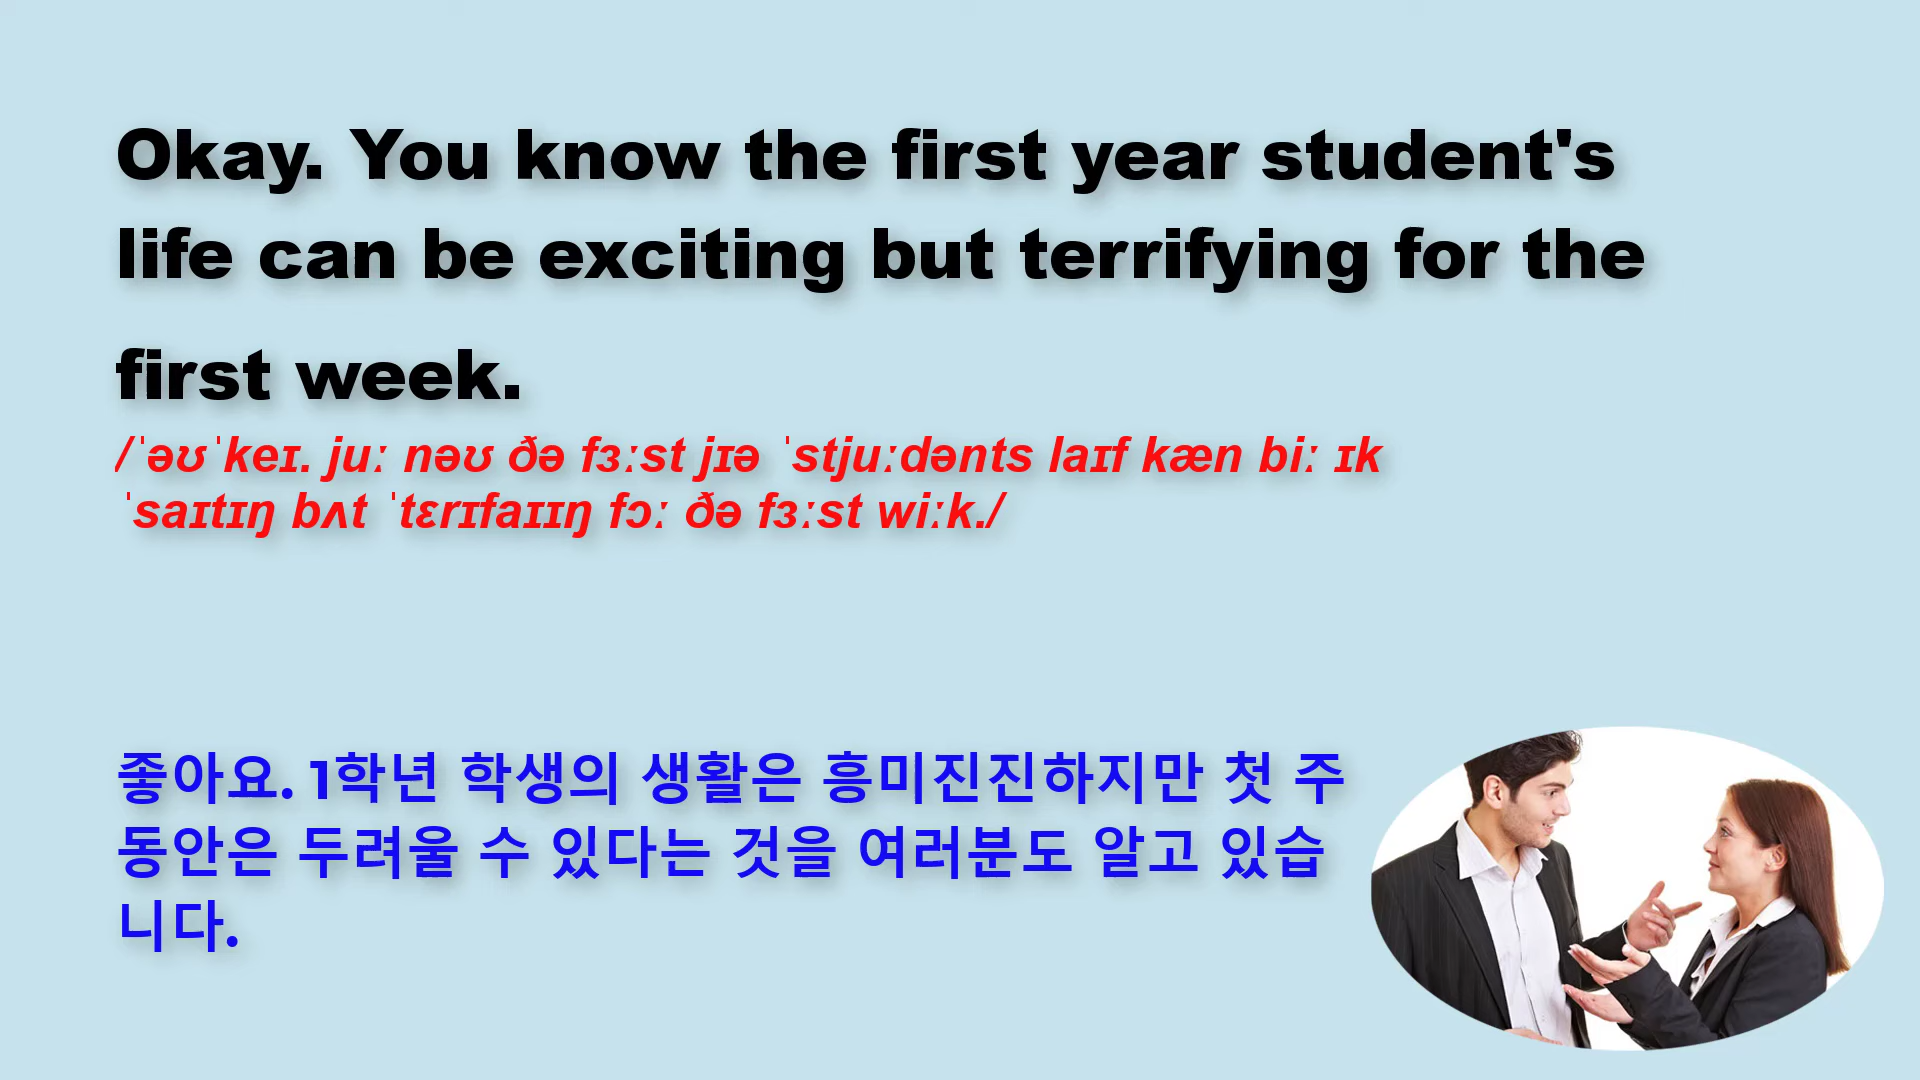 Okay. You know the first year student's
life can be exciting but terrifying for the
first week.
/ˈəʊˈkeɪ. juː nəʊ ðə fɜːst jɪə ˈstjuːdənts laɪf kæn biː ɪk
ˈsaɪtɪŋ bʌt ˈtɛrɪfaɪɪŋ fɔː ðə fɜːst wiːk./
좋아요. 1학년 학생의 생활은 흥미진진하지만 첫 주
동안은 두려울 수 있다는 것을 여러분도 알고 있습
니다.